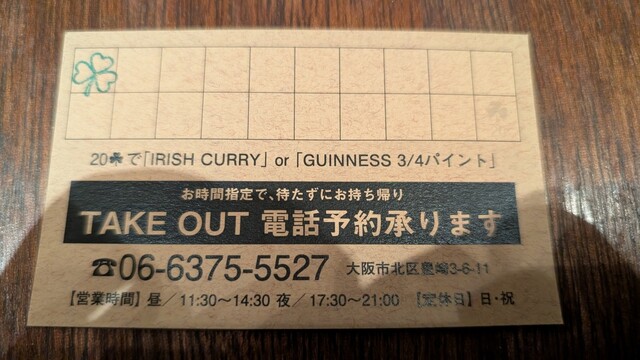 20☘で「IRISH CURRY」 or 「GUINNESS 3/4パイント」
お時間指定で、待たずにお持ち帰り
TAKE OUT 電話予約承ります
☎06-6375-5527 大阪市北区豊崎3-6-11
【営業時間】 昼／11:30〜14:30 夜／17:30〜21:00 【定休日】 日・祝